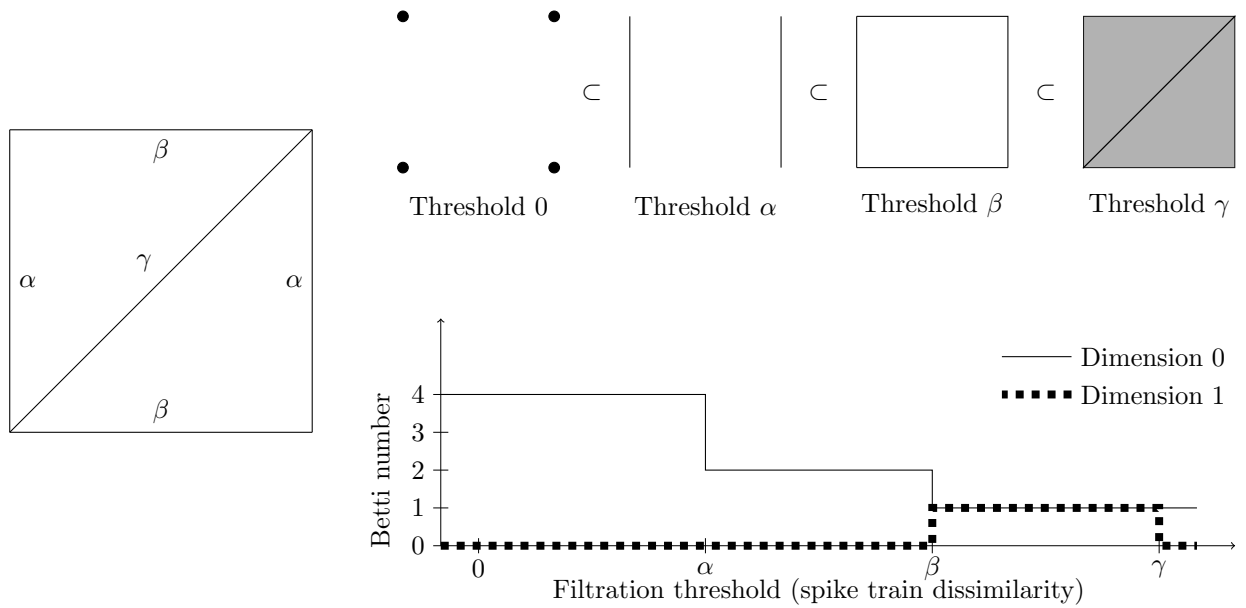 β
γ
α
α
β
⊂
⊂
⊂
Threshold 0
Threshold α
Threshold β
Threshold γ
Dimension 0
Dimension 1
Betti number
4
3
2
1
0
0
α
β
γ
Filtration threshold (spike train dissimilarity)